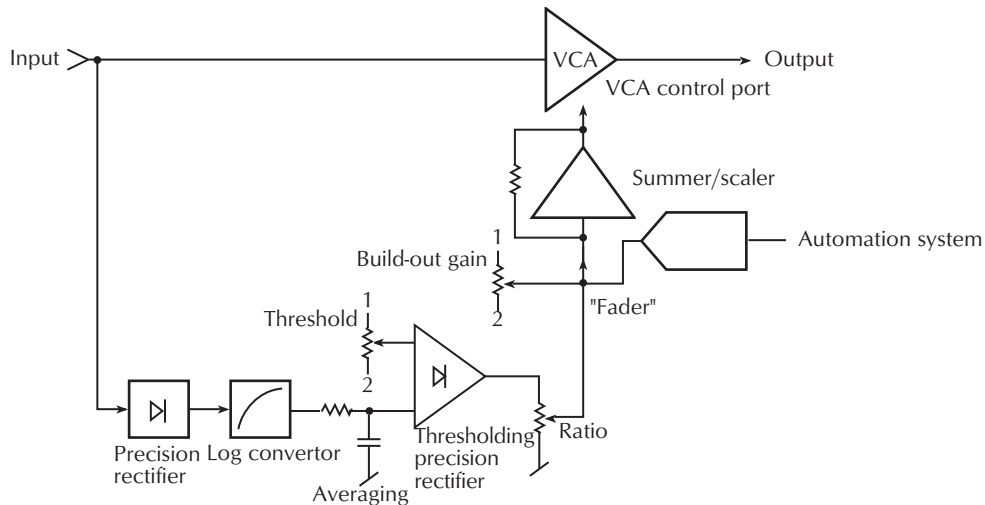 Input
VCA
Output
VCA control port
Summer/scaler
1
Build-out gain
2
Automation system
"Fader"
1
Threshold
2
Ratio
Precision
rectifier
Log convertor
Averaging
Thresholding
precision
rectifier